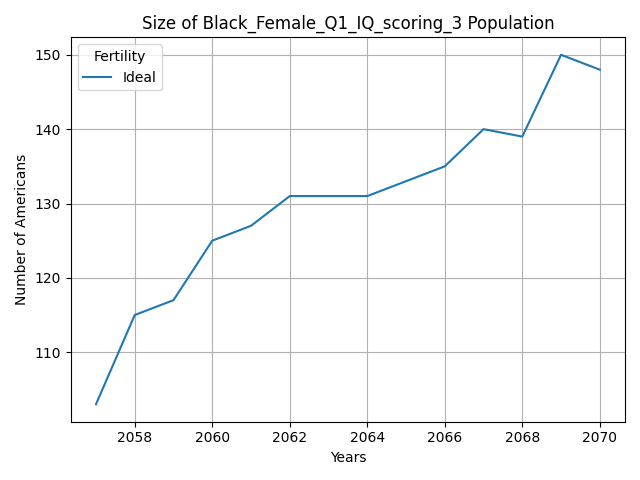 Size of Black_Female_Q1_IQ_scoring_3 Population
Fertility
Ideal
Number of Americans
150
140
130
120
110
2058 2060 2062 2064 2066 2068 2070
Years